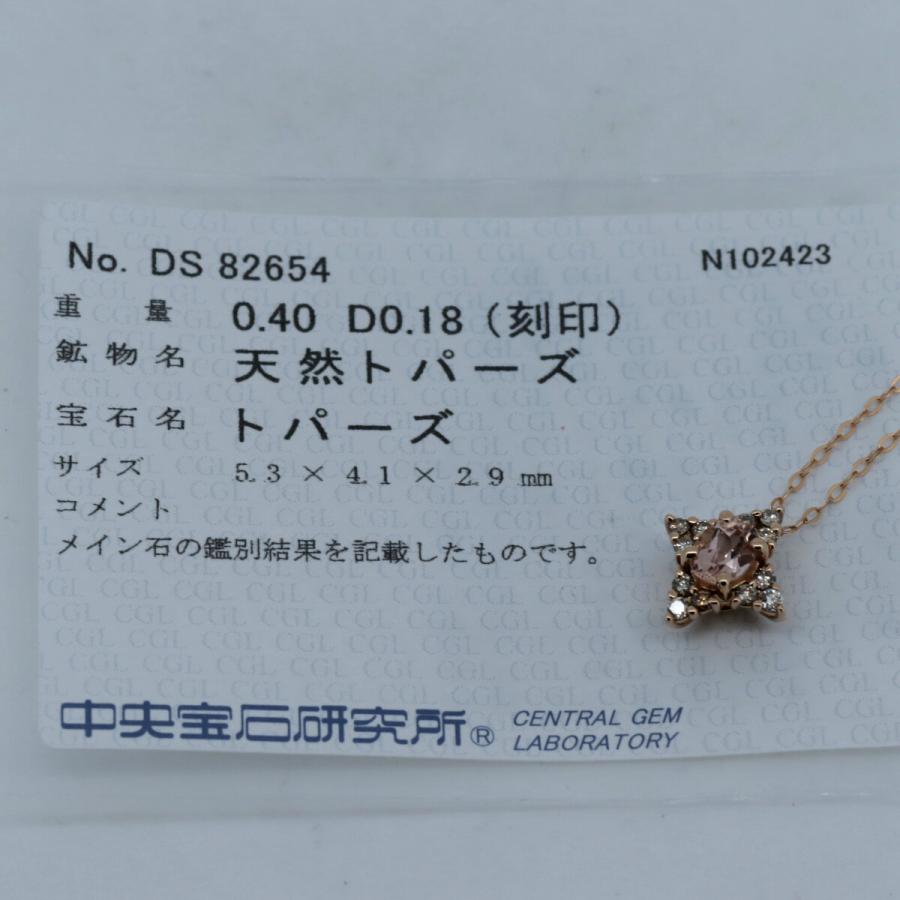 No. DS 82654 N102423
重量 0.40 D0.18（刻印）
鉱物名 天然トパーズ
宝石名 トパーズ
サイズ 5.3 × 4.1 × 2.9 mm
コメント
メイン石の鑑別結果を記載したものです。
中央宝石研究所® CENTRAL GEM
LABORATORY